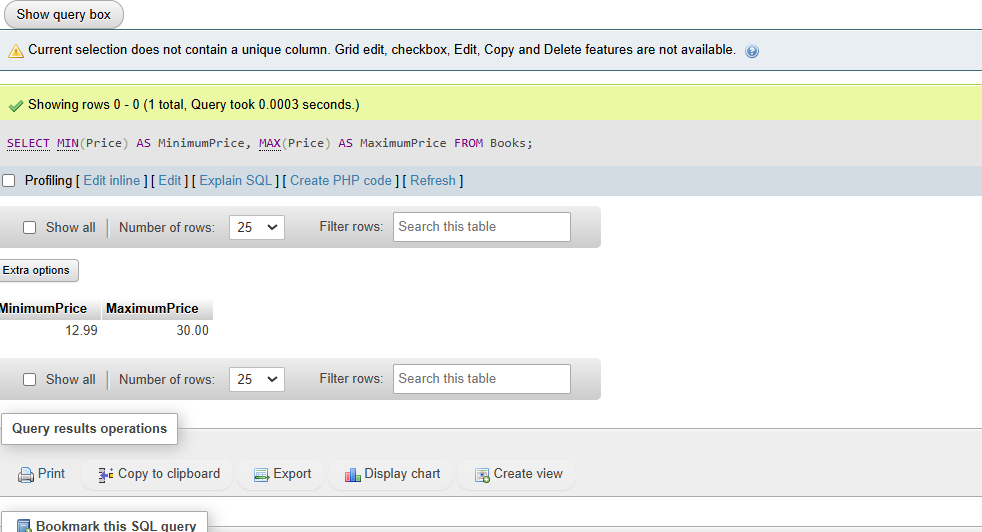 Show query box
Current selection does not contain a unique column. Grid edit, checkbox, Edit, Copy and Delete features are not available.
Showing rows 0 - 0 (1 total, Query took 0.0003 seconds.)
SELECT MIN(Price) AS MinimumPrice, MAX(Price) AS MaximumPrice FROM Books;
Profiling [ Edit inline ] [ Edit ] [ Explain SQL ] [ Create PHP code ] [ Refresh ]
Show all Number of rows: 25 Filter rows: Search this table
Extra options
MinimumPrice MaximumPrice
12.99 30.00
Show all Number of rows: 25 Filter rows: Search this table
Query results operations
Print Copy to clipboard Export Display chart Create view
Bookmark this SQL query